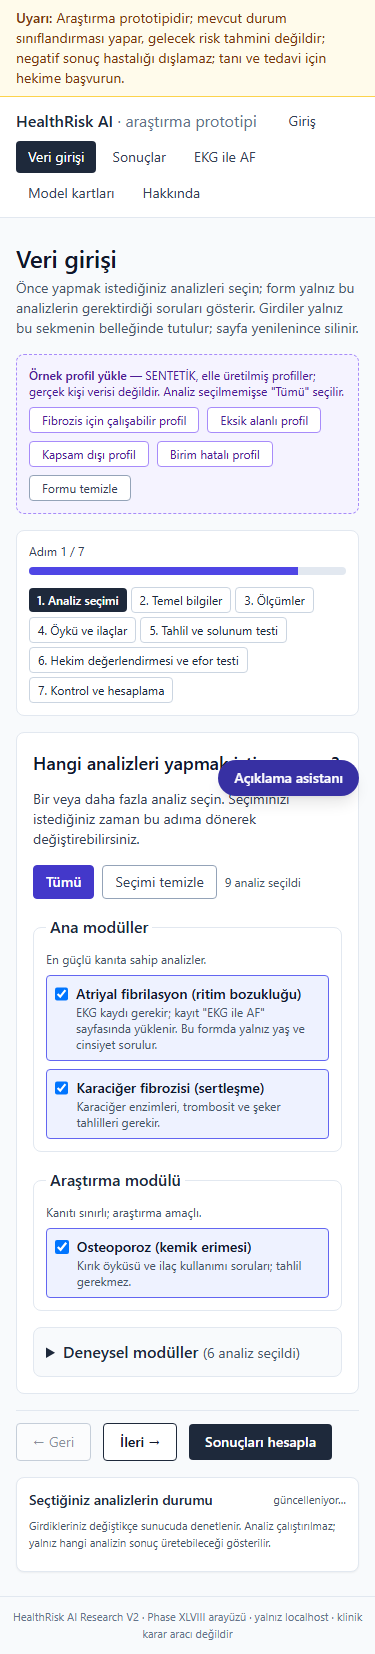 Uyarı: Araştırma prototipidir; mevcut durum
sınıflandırması yapar, gelecek risk tahmini değildir;
negatif sonuç hastalığı dışlamaz; tanı ve tedavi için
hekime başvurun.
HealthRisk AI · araştırma prototipi Giriş
Veri girişi Sonuçlar EKG ile AF
Model kartları Hakkında
Veri girişi
Önce yapmak istediğiniz analizleri seçin; form yalnız bu
analizlerin gerektirdiği soruları gösterir. Girdiler yalnız
bu sekmenin belleğinde tutulur; sayfa yenilenince silinir.
Örnek profil yükle — SENTETİK, elle üretilmiş profiller;
gerçek kişi verisi değildir. Analiz seçilmemişse "Tümü" seçilir.
Fibrozis için çalışabilir profil Eksik alanlı profil
Kapsam dışı profil Birim hatalı profil
Formu temizle
Adım 1 / 7
1. Analiz seçimi 2. Temel bilgiler 3. Ölçümler
4. Öykü ve ilaçlar 5. Tahlil ve solunum testi
6. Hekim değerlendirmesi ve efor testi
7. Kontrol ve hesaplama
Hangi analizleri yapmak
Açıklama asistanı
Bir veya daha fazla analiz seçin. Seçiminizi
istediğiniz zaman bu adıma dönerek
değiştirebilirsiniz.
Tümü Seçimi temizle 9 analiz seçildi
Ana modüller
En güçlü kanıta sahip analizler.
Atriyal fibrilasyon (ritim bozukluğu)
EKG kaydı gerekir; kayıt "EKG ile AF"
sayfasında yüklenir. Bu formda yalnız yaş ve
cinsiyet sorulur.
Karaciğer fibrozisi (sertleşme)
Karaciğer enzimleri, trombosit ve şeker
tahlilleri gerekir.
Araştırma modülü
Kanıtı sınırlı; araştırma amaçlı.
Osteoporoz (kemik erimesi)
Kırık öyküsü ve ilaç kullanımı soruları; tahlil
gerekmez.
▶ Deneysel modüller (6 analiz seçildi)
← Geri İleri → Sonuçları hesapla
Seçtiğiniz analizlerin durumu güncelleniyor...
Girdikleriniz değiştikçe sunucuda denetlenir. Analiz çalıştırılmaz;
yalnız hangi analizin sonuç üretebileceği gösterilir.
HealthRisk AI Research V2 · Phase XLVIII arayüzü · yalnız localhost · klinik
karar aracı değildir